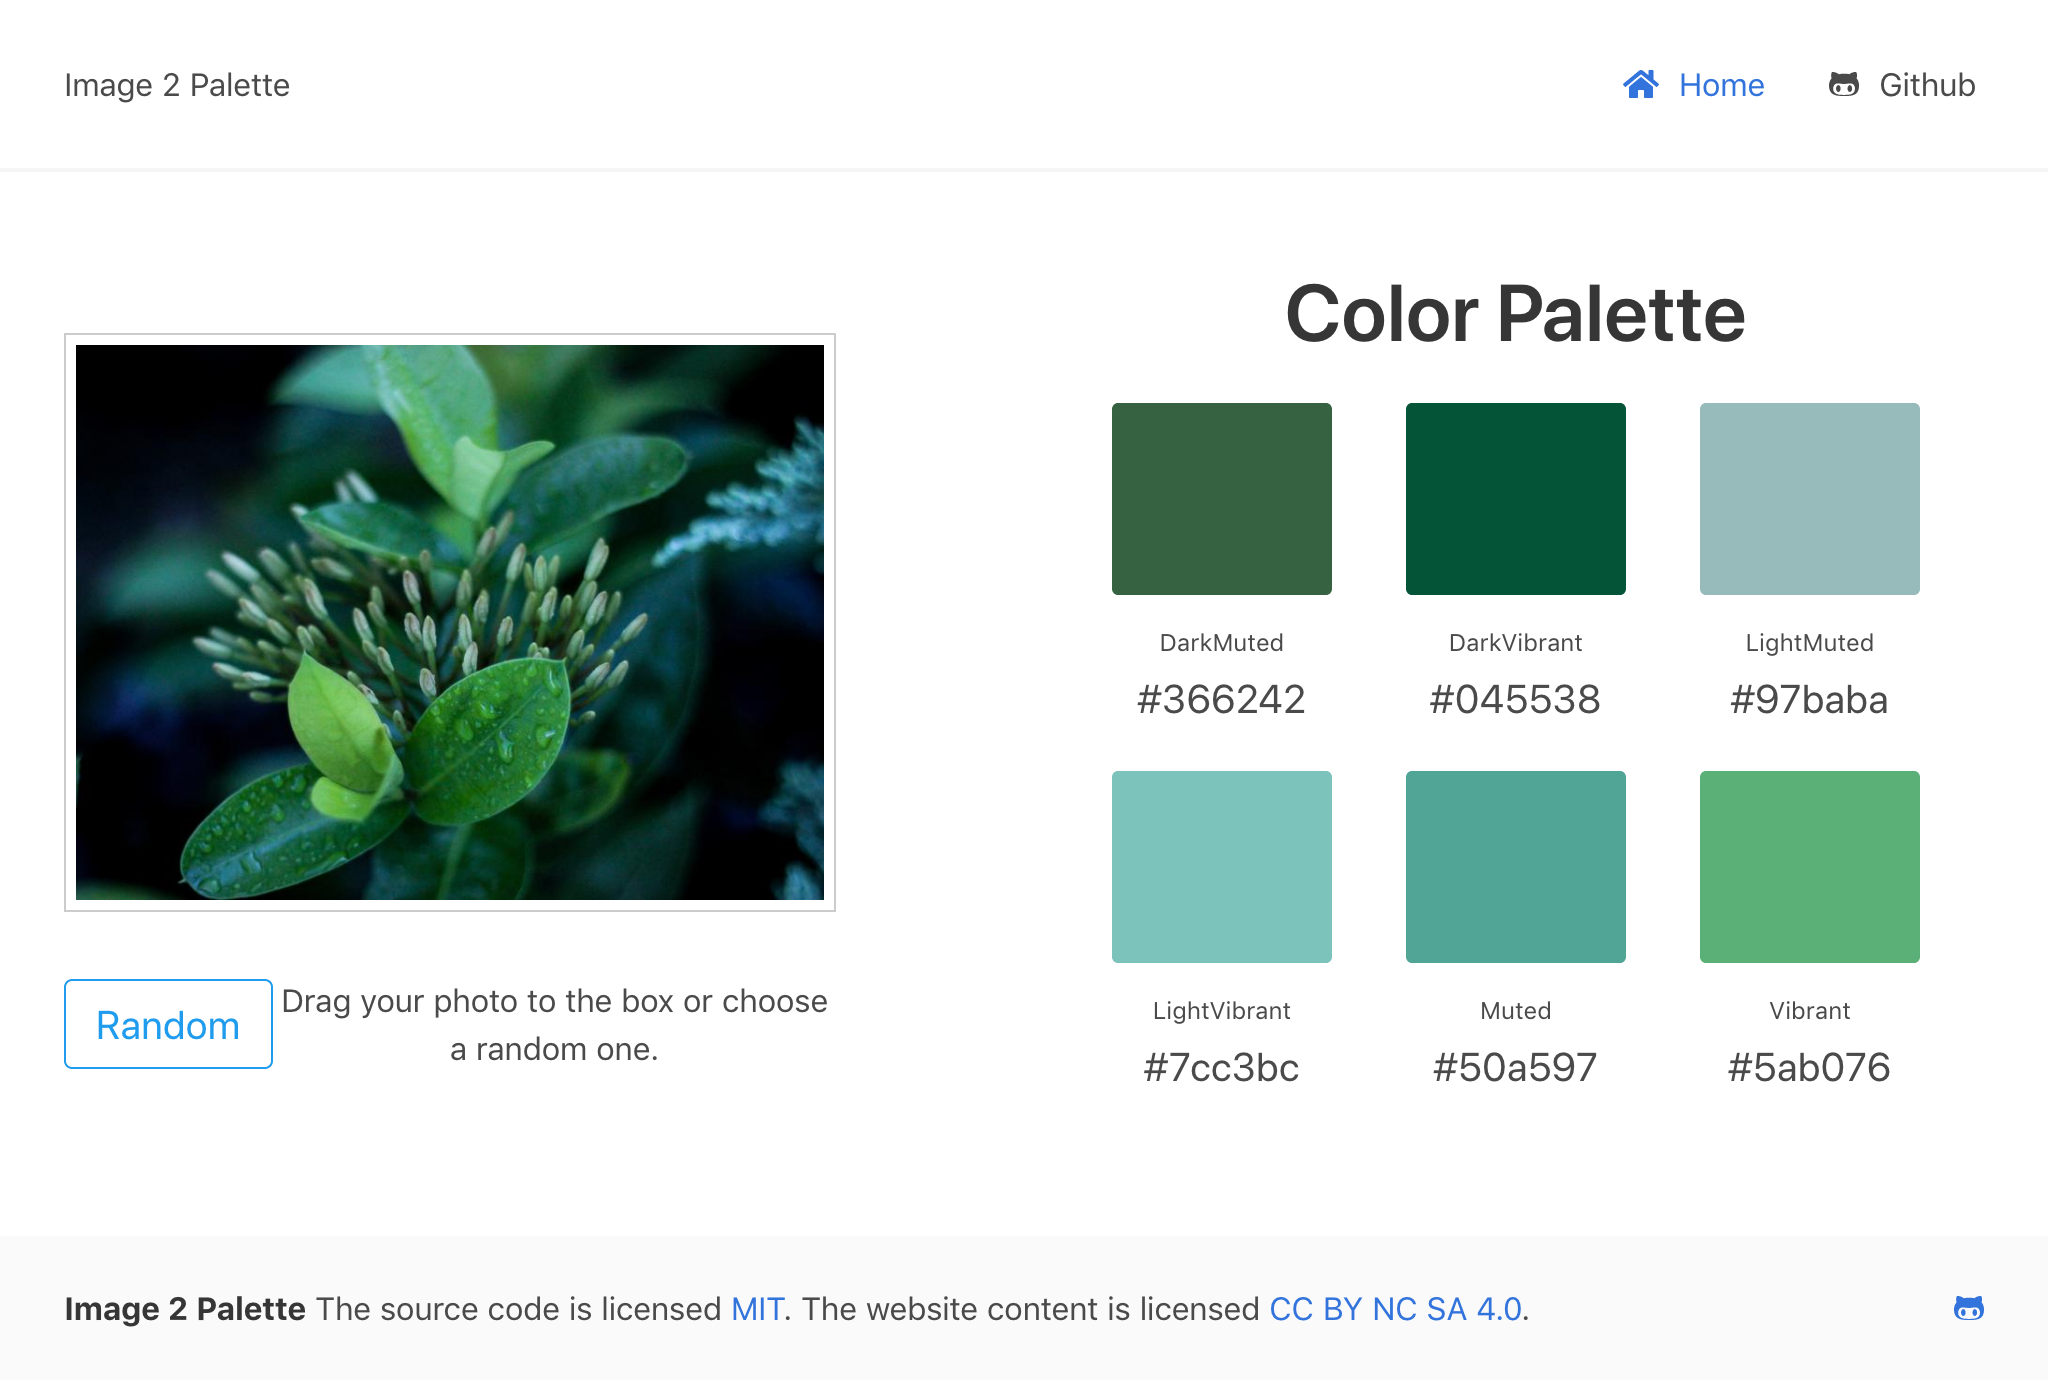 Image 2 Palette
Home
Github
Color Palette
DarkMuted
DarkVibrant
LightMuted
#366242
#045538
#97baba
LightVibrant
Muted
Vibrant
#7cc3bc
#50a597
#5ab076
Random
Drag your photo to the box or choose
a random one.
Image 2 Palette The source code is licensed MIT. The website content is licensed CC BY NC SA 4.0.